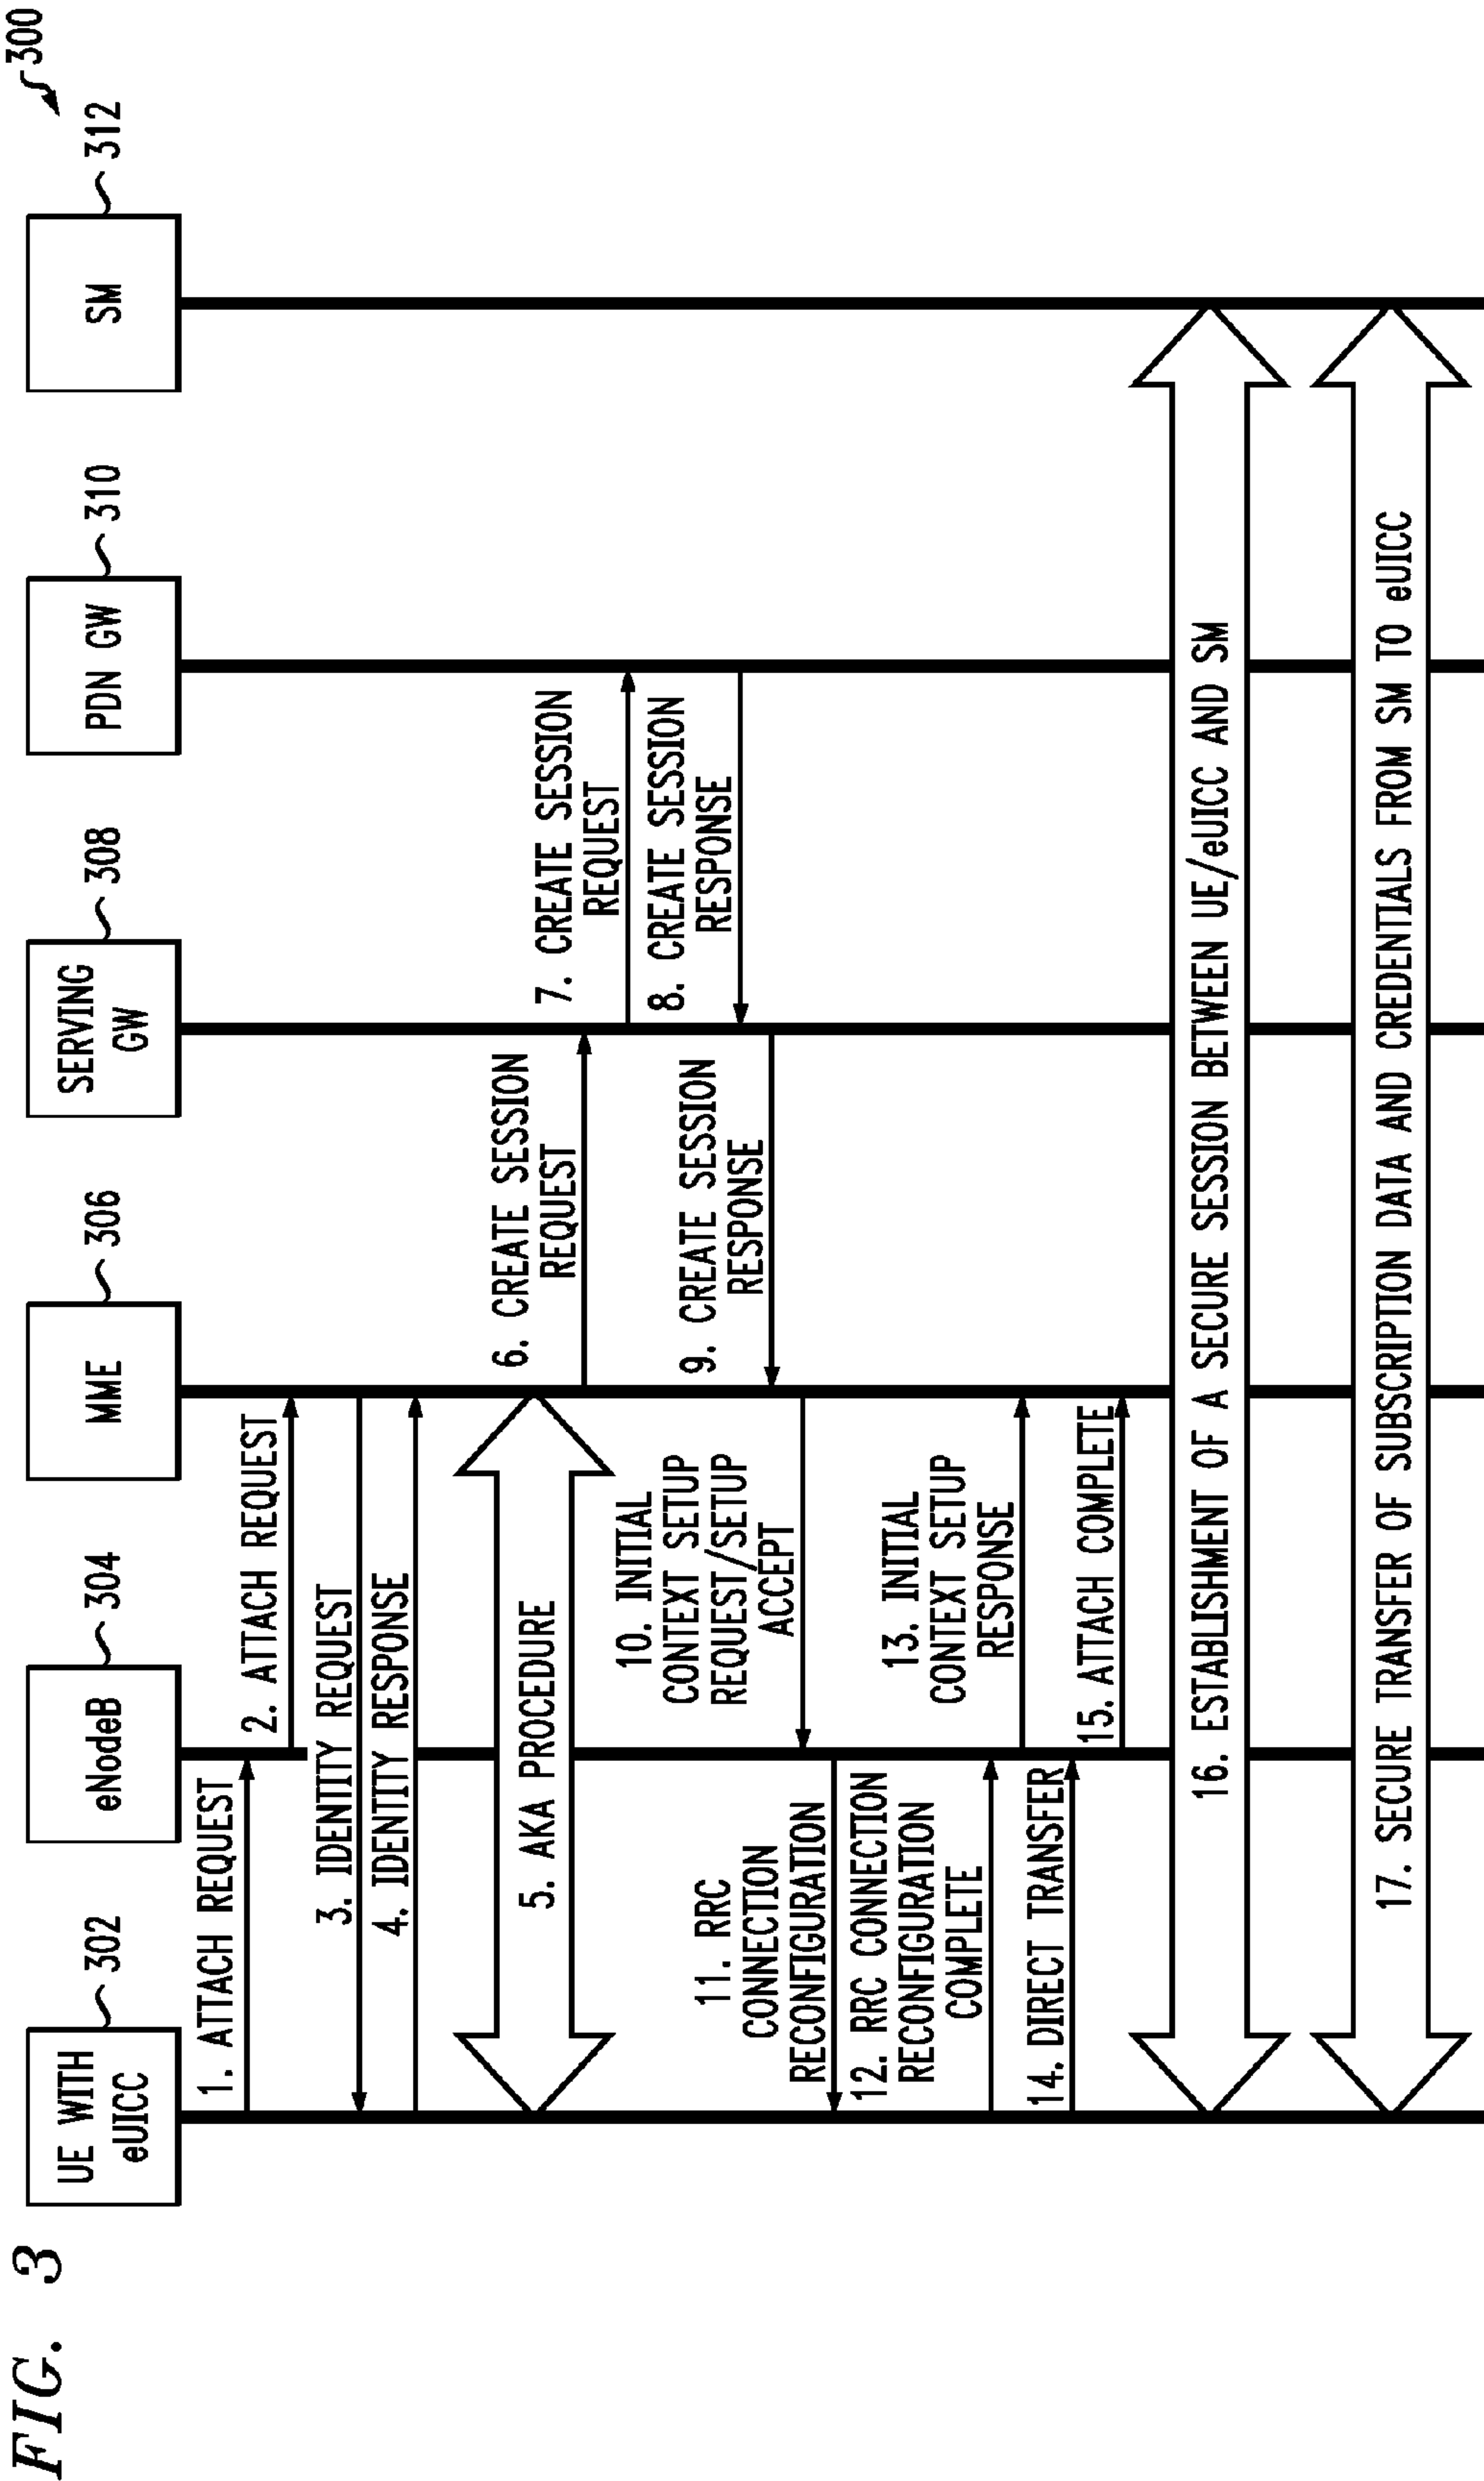 FIG. 3
300
UE WITH
eUICC
302
eNodeB
304
MME
306
SERVING
GW
308
PDN GW
310
SM
312
1. ATTACH REQUEST
2. ATTACH REQUEST
3. IDENTITY REQUEST
4. IDENTITY RESPONSE
5. AKA PROCEDURE
6. CREATE SESSION
REQUEST
7. CREATE SESSION
REQUEST
8. CREATE SESSION
RESPONSE
9. CREATE SESSION
RESPONSE
10. INITIAL
CONTEXT SETUP
REQUEST/SETUP
ACCEPT
11. RRC
CONNECTION
RECONFIGURATION
12. RRC CONNECTION
RECONFIGURATION
COMPLETE
13. INITIAL
CONTEXT SETUP
RESPONSE
14. DIRECT TRANSFER
15. ATTACH COMPLETE
16. ESTABLISHMENT OF A SECURE SESSION BETWEEN UE/eUICC AND SM
17. SECURE TRANSFER OF SUBSCRIPTION DATA AND CREDENTIALS FROM SM TO eUICC